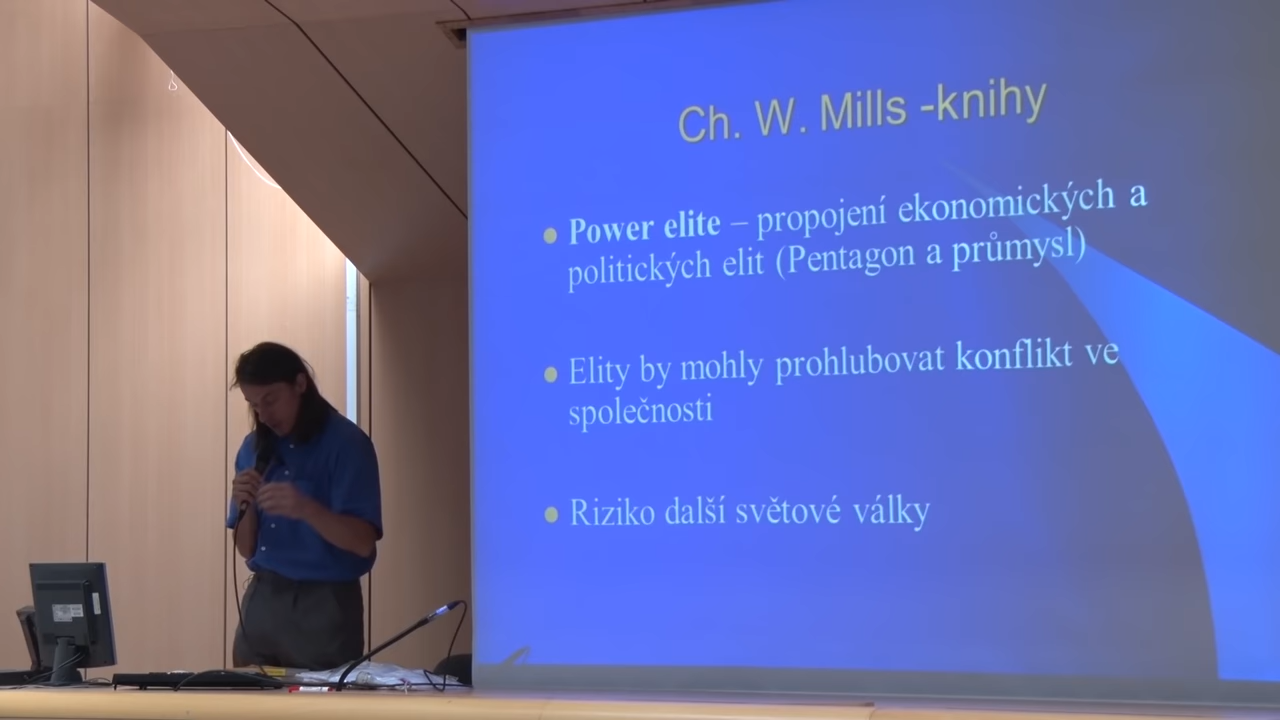 Ch. W. Mills -knihy
Power elite – propojení ekonomických a
politických elit (Pentagon a průmysl)
Elity by mohly prohlubovat konflikt ve
společnosti
Riziko další světové války